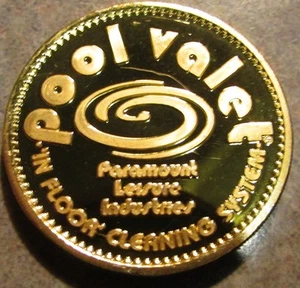 pool valet
Paramount
Leisure
Industries
"IN FLOOR" CLEANING SYSTEM